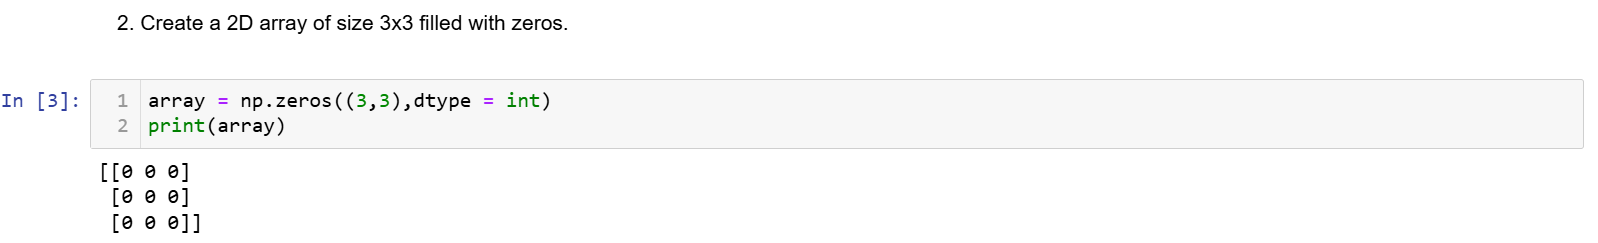 2. Create a 2D array of size 3x3 filled with zeros.
In [3]:
1 array = np.zeros((3,3),dtype = int)
2 print(array)
[[0 0 0]
 [0 0 0]
 [0 0 0]]